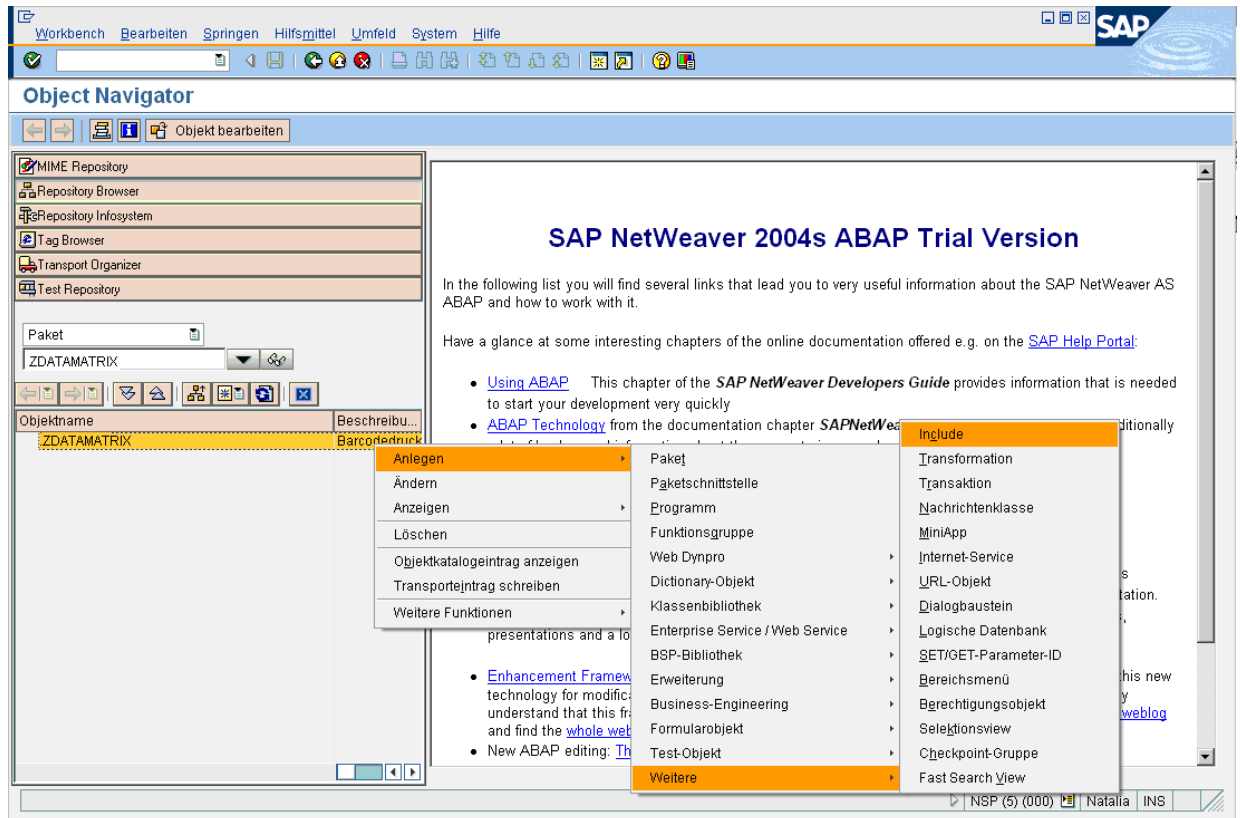 Workbench Bearbeiten Springen Hilfsmittel Umfeld System Hilfe
SAP
Object Navigator
Objekt bearbeiten
MIME Repository
Repository Browser
Repository Infosystem
Tag Browser
Transport Organizer
Test Repository
Paket
ZDATAMATRIX
Objektname Beschreibu...
ZDATAMATRIX Barcodedruck
SAP NetWeaver 2004s ABAP Trial Version
In the following list you will find several links that lead you to very useful information about the SAP NetWeaver AS
ABAP and how to work with it.
Have a glance at some interesting chapters of the online documentation offered e.g. on the SAP Help Portal:
Using ABAP This chapter of the SAP NetWeaver Developers Guide provides information that is needed
to start your development very quickly
ABAP Technology from the documentation chapter
presentations and a lo
Enhancement Framew this new
technology for modific y
understand that this fra weblog
and find the whole web
New ABAP editing: Th
s
tation.
Anlegen
Ändern
Anzeigen
Löschen
Objektkatalogeintrag anzeigen
Transporteintrag schreiben
Weitere Funktionen
Paket
Paketschnittstelle
Programm
Funktionsgruppe
Web Dynpro
Dictionary-Objekt
Klassenbibliothek
Enterprise Service / Web Service
BSP-Bibliothek
Erweiterung
Business-Engineering
Formularobjekt
Test-Objekt
Weitere
Include
Transformation
Transaktion
Nachrichtenklasse
MiniApp
Internet-Service
URL-Objekt
Dialogbaustein
Logische Datenbank
SET/GET-Parameter-ID
Bereichsmenü
Berechtigungsobjekt
Selektionsview
Checkpoint-Gruppe
Fast Search View
NSP (5) (000) Natalia INS